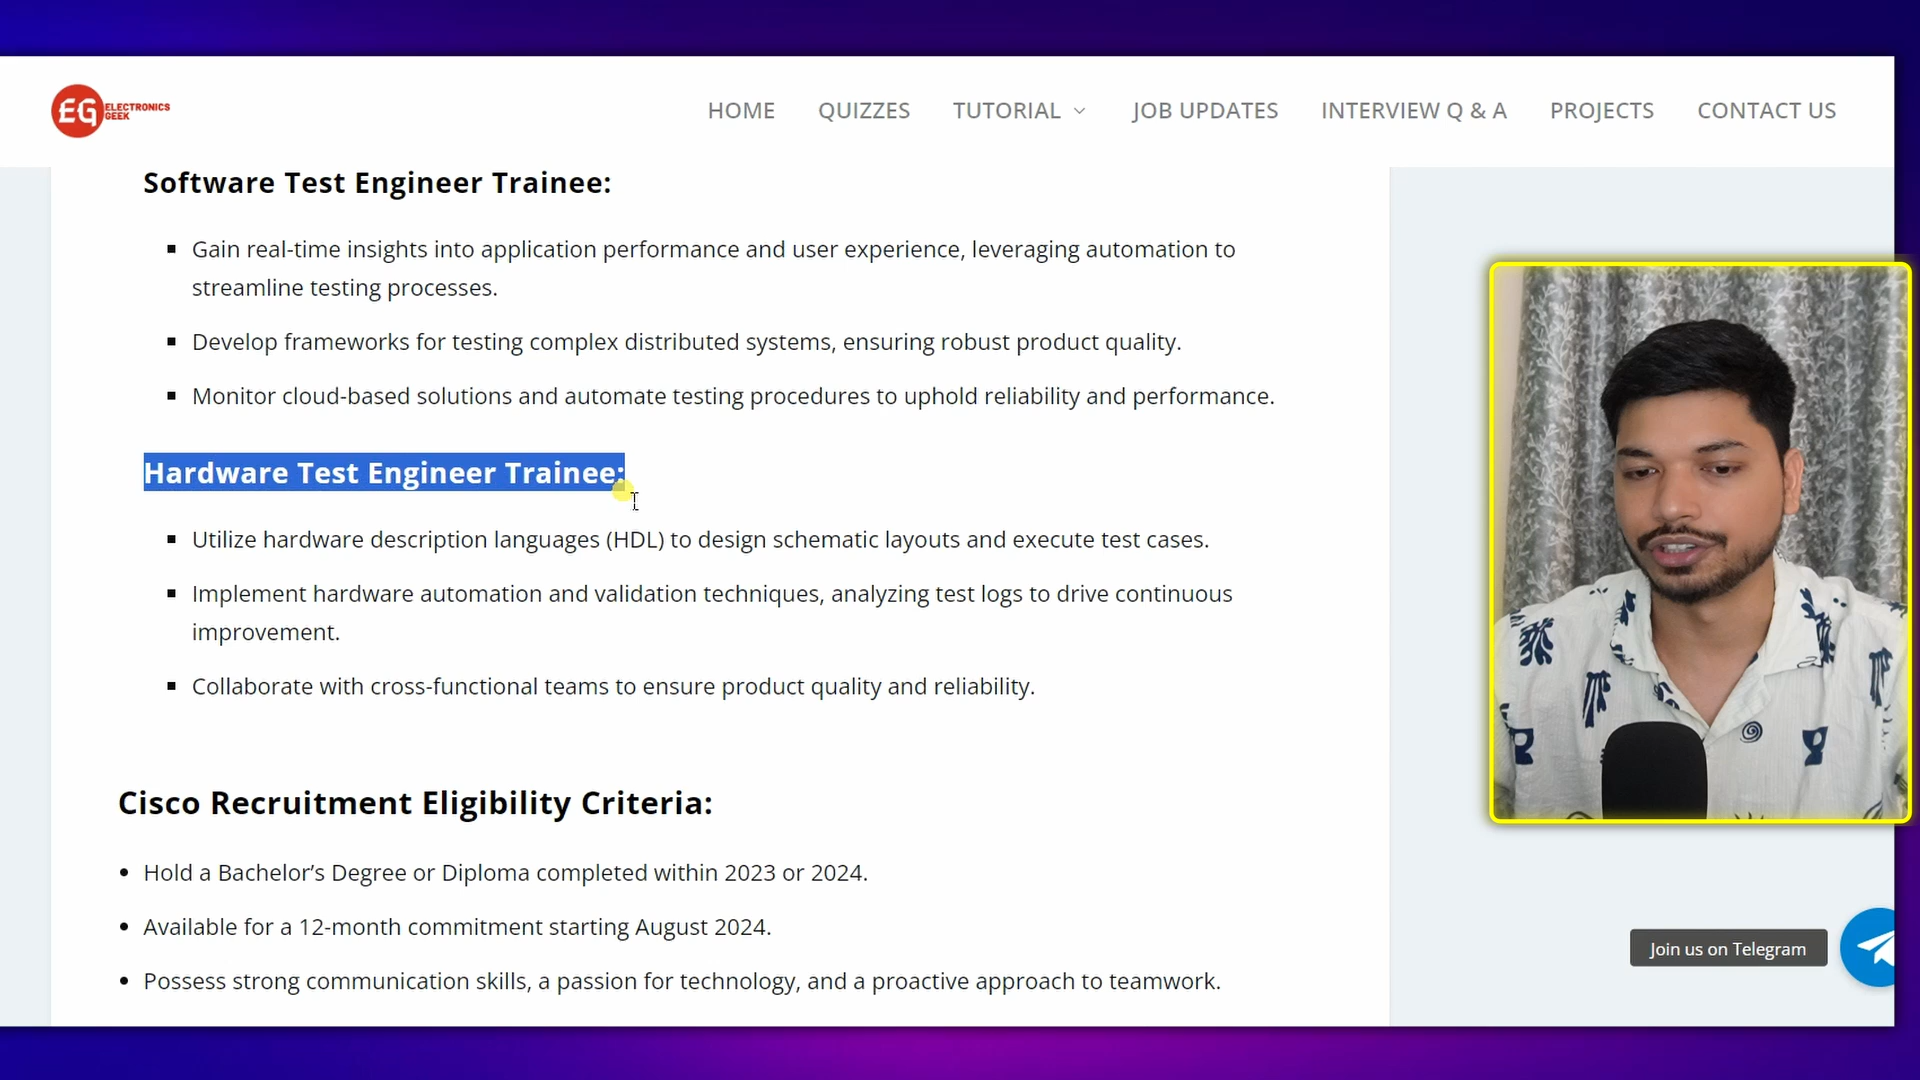 EG ELECTRONICS
GEEK
HOME QUIZZES TUTORIAL JOB UPDATES INTERVIEW Q & A PROJECTS CONTACT US
Software Test Engineer Trainee:
Gain real-time insights into application performance and user experience, leveraging automation to
streamline testing processes.
Develop frameworks for testing complex distributed systems, ensuring robust product quality.
Monitor cloud-based solutions and automate testing procedures to uphold reliability and performance.
Hardware Test Engineer Trainee:
Utilize hardware description languages (HDL) to design schematic layouts and execute test cases.
Implement hardware automation and validation techniques, analyzing test logs to drive continuous
improvement.
Collaborate with cross-functional teams to ensure product quality and reliability.
Cisco Recruitment Eligibility Criteria:
Hold a Bachelor’s Degree or Diploma completed within 2023 or 2024.
Available for a 12-month commitment starting August 2024.
Possess strong communication skills, a passion for technology, and a proactive approach to teamwork.
Join us on Telegram